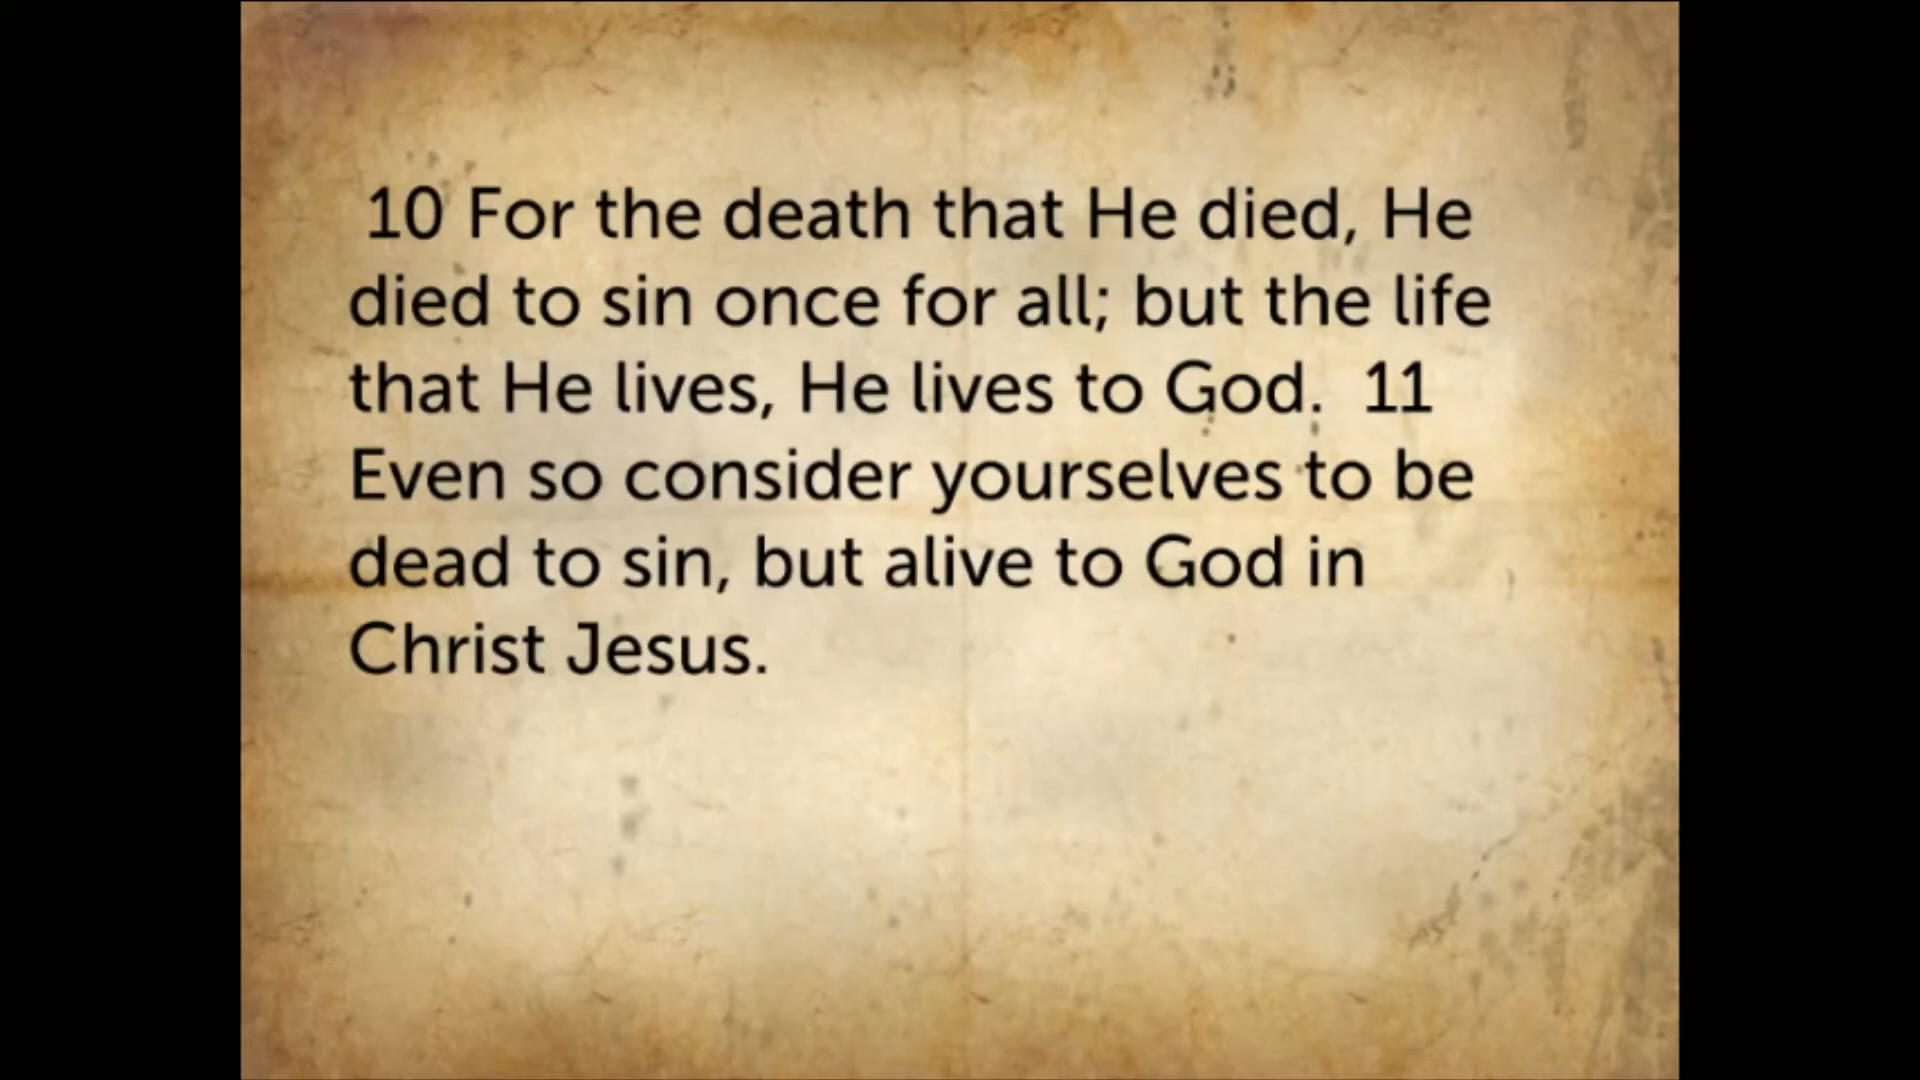 10 For the death that He died, He
died to sin once for all; but the life
that He lives, He lives to God.  11
Even so consider yourselves to be
dead to sin, but alive to God in
Christ Jesus.